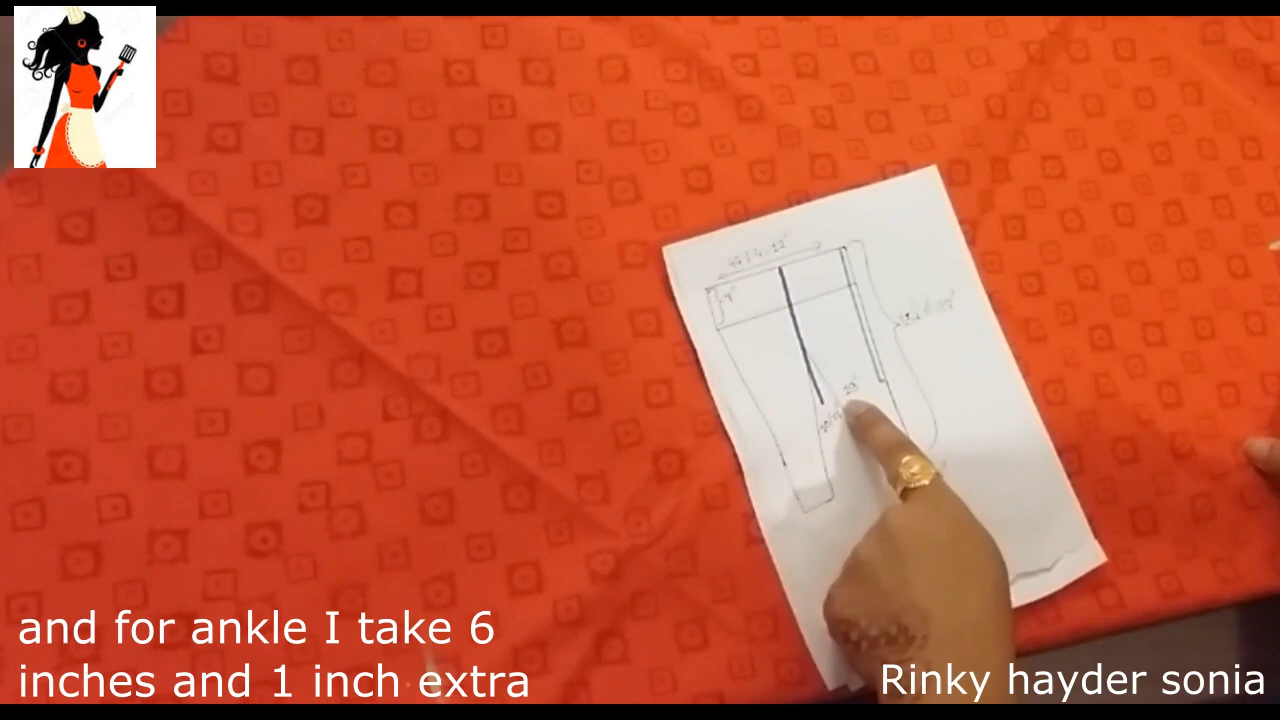 and for ankle I take 6
inches and 1 inch extra
Rinky hayder sonia